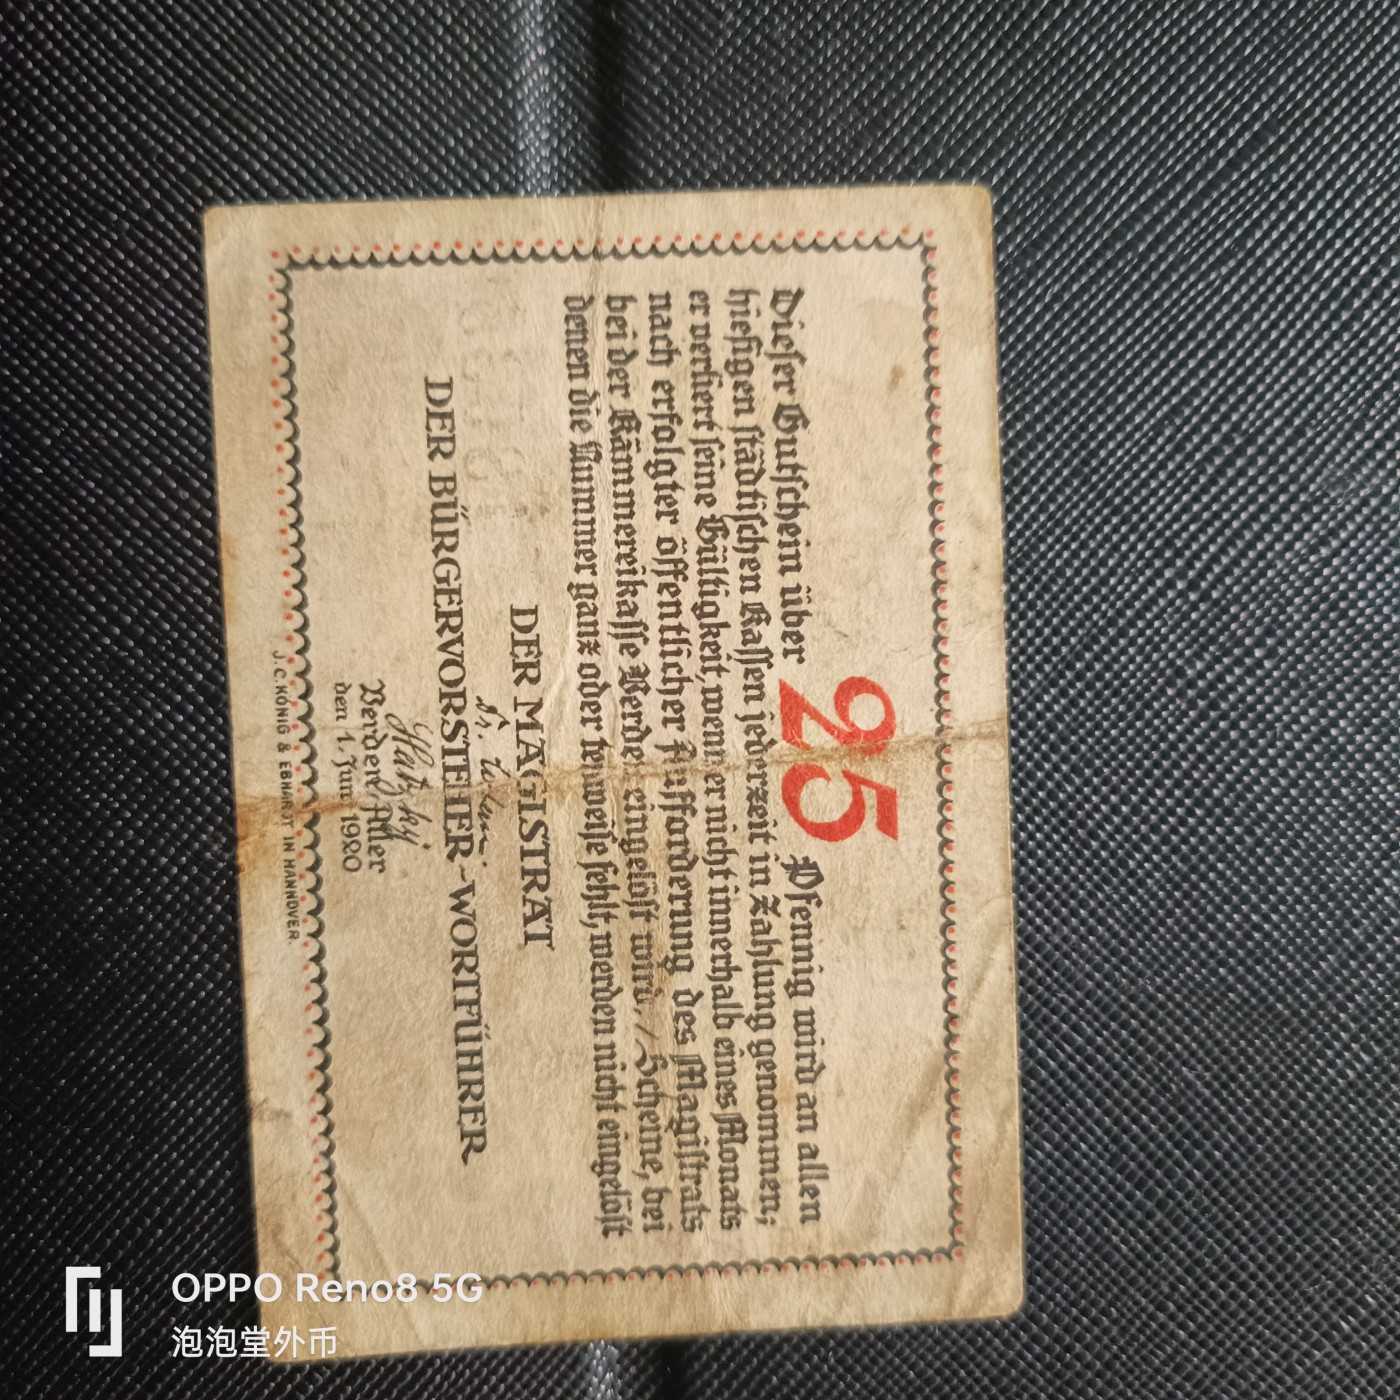 25
Dieser Gutschein über Pfennig wird an allen
hiesigen städtischen Kassen jederzeit in Zahlung genommen;
er verliert seine Gültigkeit, wenn er nicht innerhalb eines Monats
nach erfolgter öffentlicher Aufforderung des Magistrats
bei der Kämmereikasse Verden eingelöst wird. / Scheine, bei
denen die Nummer ganz oder teilweise fehlt, werden nicht eingelöst
DER MAGISTRAT
DER BÜRGERVORSTEHER-WORTFÜHRER
Verden/Aller
den 1. Juni 1920
J.C. KÖNIG & EBHARDT IN HANNOVER.
OPPO Reno8 5G
泡泡堂外币